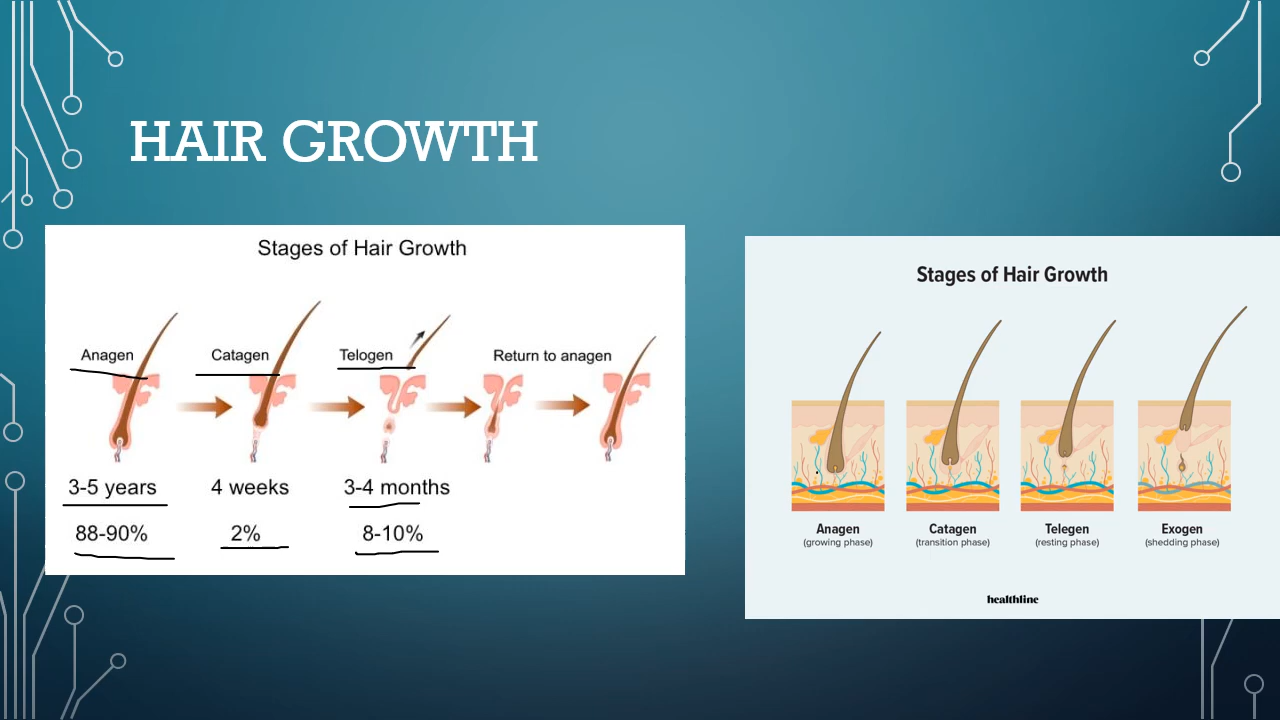 HAIR GROWTH
Stages of Hair Growth
Anagen Catagen Telogen Return to anagen
3-5 years 4 weeks 3-4 months
88-90% 2% 8-10%
Stages of Hair Growth
Anagen Catagen Telegen Exogen
(growing phase) (transition phase) (resting phase) (shedding phase)
healthline